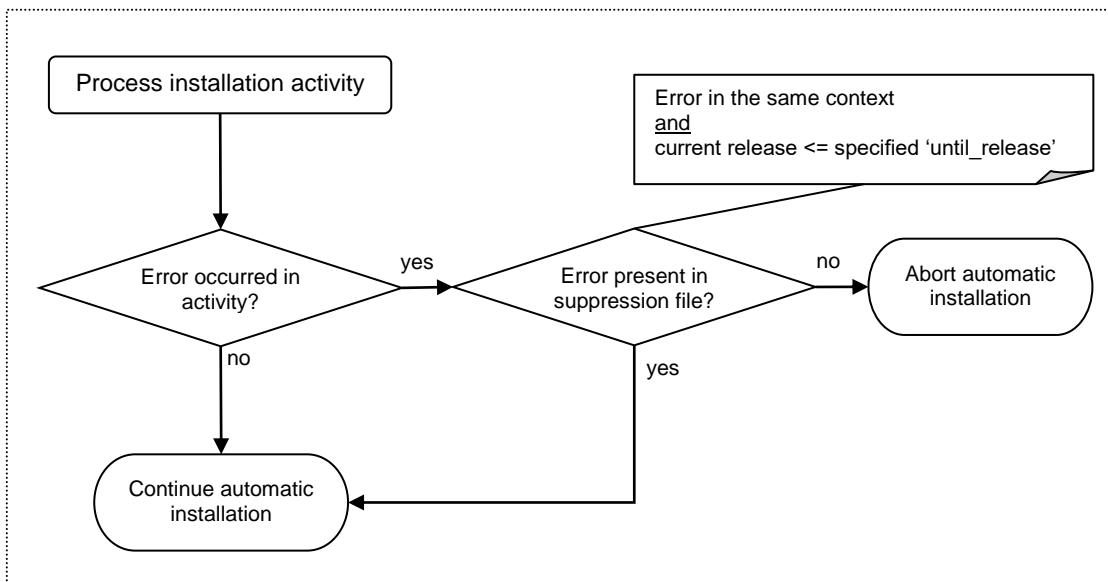 Process installation activity
Error in the same context
and
current release <= specified ‘until_release’
Error occurred in
activity?
yes
Error present in
suppression file?
no
Abort automatic
installation
no
yes
Continue automatic
installation